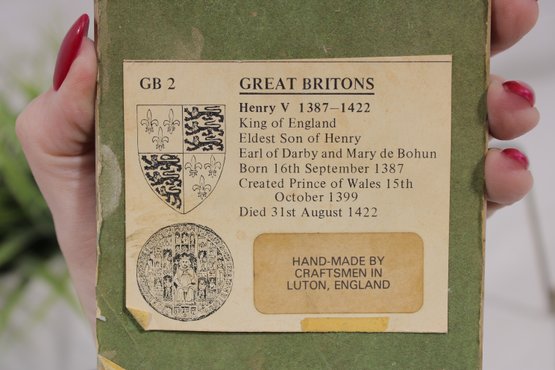 GB 2
GREAT BRITONS
Henry V 1387-1422
King of England
Eldest Son of Henry
Earl of Darby and Mary de Bohun
Born 16th September 1387
Created Prince of Wales 15th
October 1399
Died 31st August 1422
HAND-MADE BY
CRAFTSMEN IN
LUTON, ENGLAND